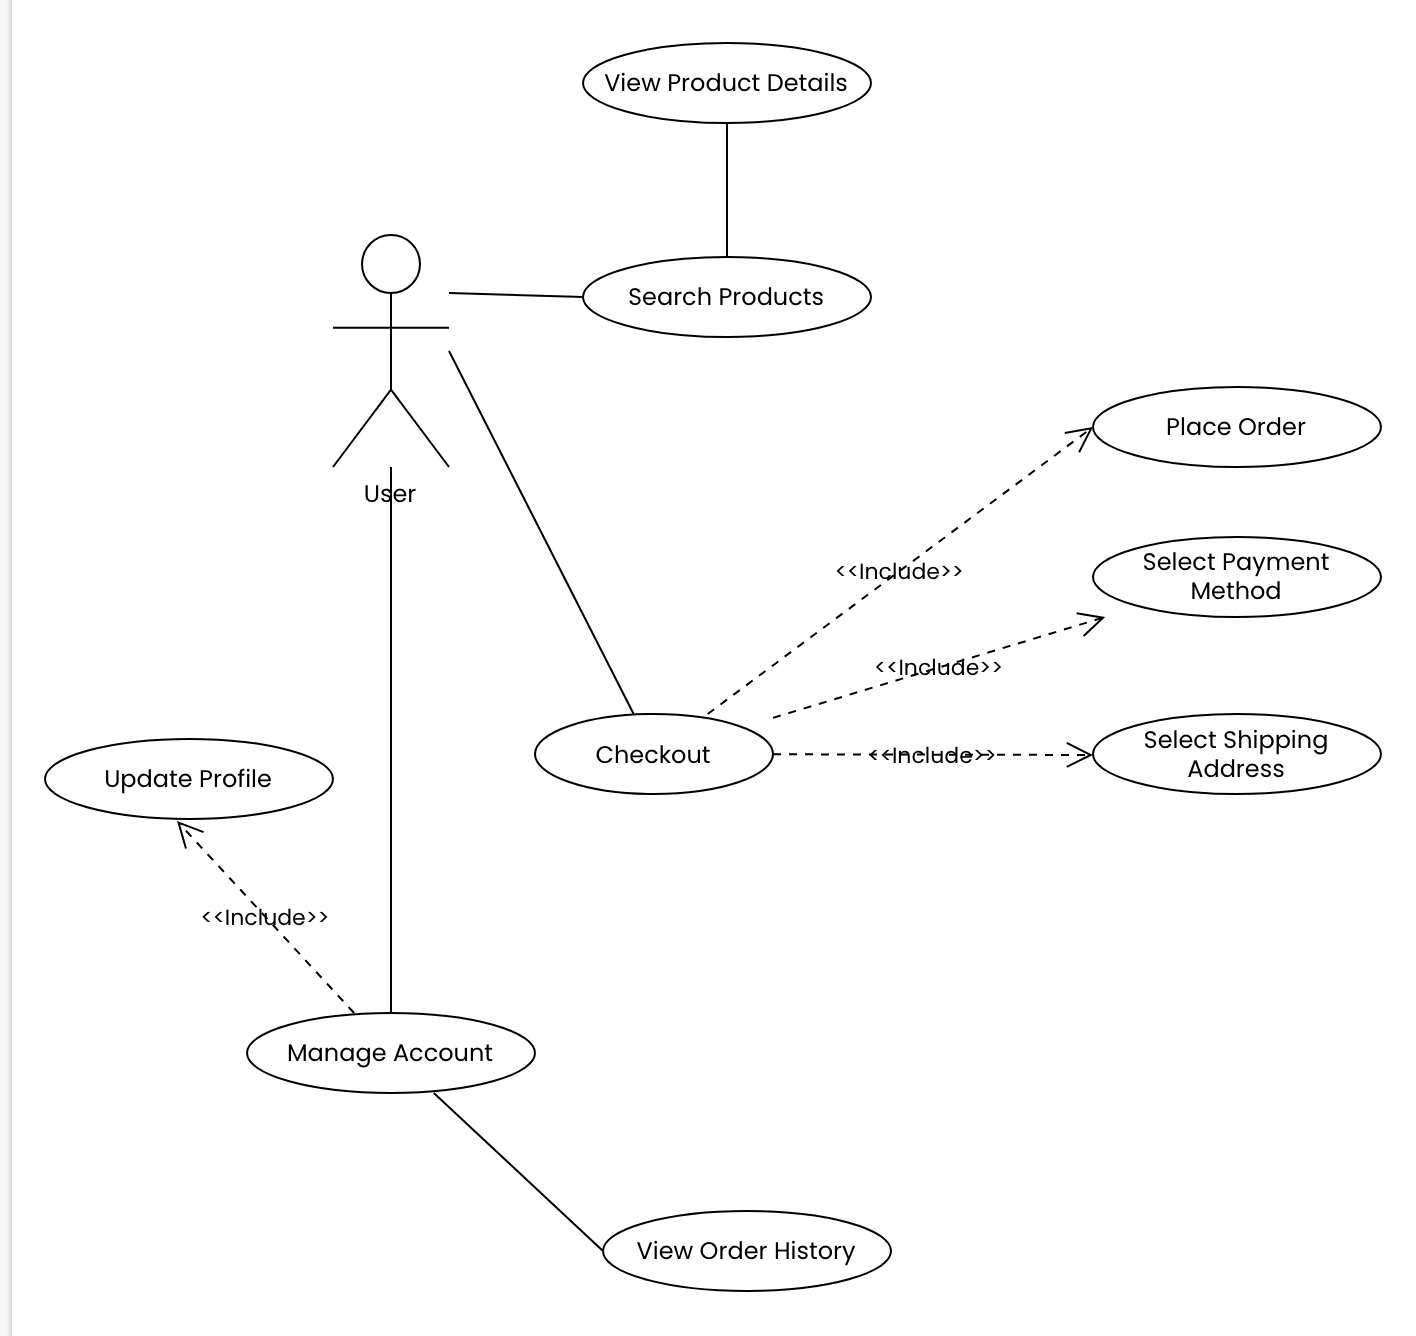 View Product Details
Search Products
User
Place Order
<<Include>>
Select Payment
Method
<<Include>>
Checkout
<<Include>>
Select Shipping
Address
Update Profile
<<Include>>
Manage Account
View Order History